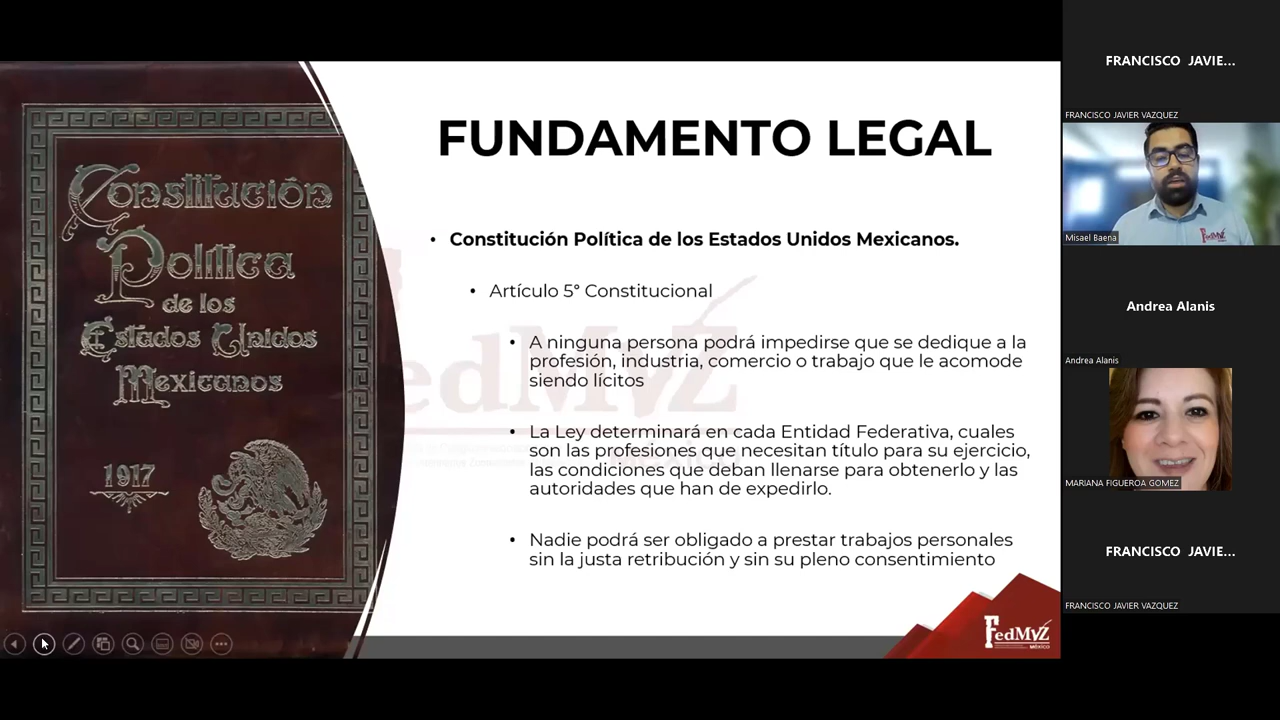 Constitución
Política
de los
Estados Unidos
Mexicanos
1917
FUNDAMENTO LEGAL
• Constitución Política de los Estados Unidos Mexicanos.
• Artículo 5° Constitucional
• A ninguna persona podrá impedirse que se dedique a la
profesión, industria, comercio o trabajo que le acomode
siendo lícitos
• La Ley determinará en cada Entidad Federativa, cuales
son las profesiones que necesitan título para su ejercicio,
las condiciones que deban llenarse para obtenerlo y las
autoridades que han de expedirlo.
• Nadie podrá ser obligado a prestar trabajos personales
sin la justa retribución y sin su pleno consentimiento
edMVZ
FedMVZ
MÉXICO
FRANCISCO JAVIE...
FRANCISCO JAVIER VAZQUEZ
FedMVZ
Misael Baena
Andrea Alanis
Andrea Alanis
MARIANA FIGUEROA GOMEZ
FRANCISCO JAVIE...
FRANCISCO JAVIER VAZQUEZ